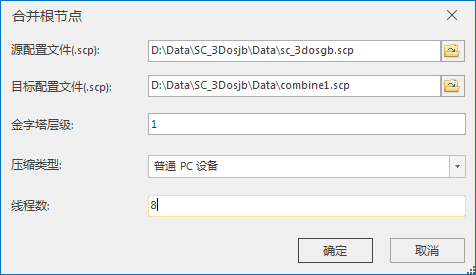 合并根节点
源配置文件(.scp): D:\Data\SC_3Dosjb\Data\sc_3dosgb.scp
目标配置文件(.scp): D:\Data\SC_3Dosjb\Data\combine1.scp
金字塔层级: 1
压缩类型: 普通 PC 设备
线程数: 8
确定 取消